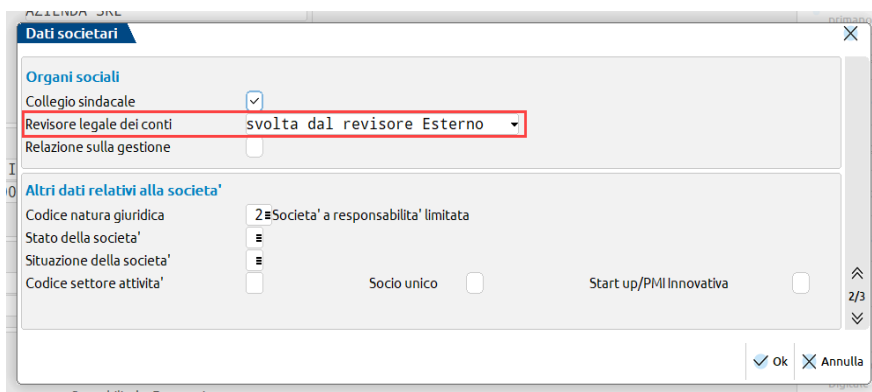 AZIENDA SRL
Dati societari
Organi sociali
Collegio sindacale
Revisore legale dei conti svolta dal revisore Esterno
Relazione sulla gestione
Altri dati relativi alla societa'
Codice natura giuridica 2 Societa' a responsabilita' limitata
Stato della societa'
Situazione della societa'
Codice settore attivita' Socio unico Start up/PMI Innovativa
2/3
Ok Annulla